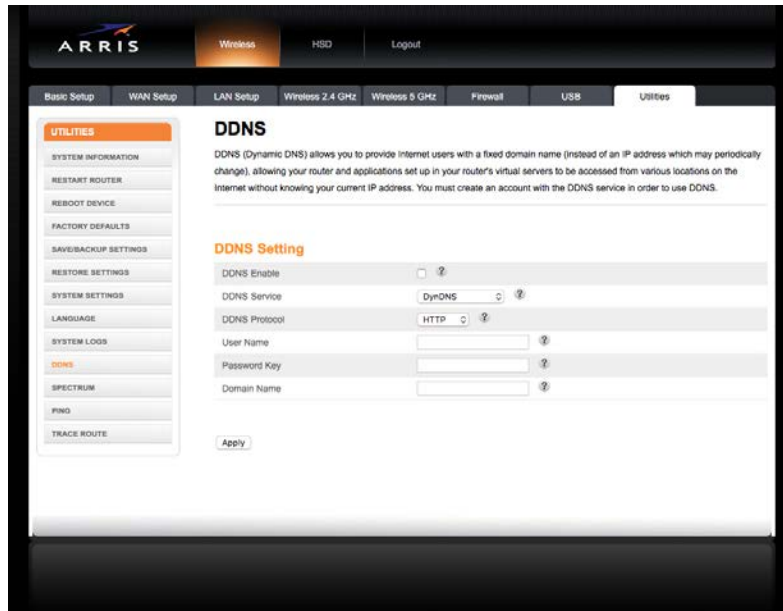 ARRIS
Wireless
HSD
Logout
Basic Setup
WAN Setup
LAN Setup
Wireless 2.4 GHz
Wireless 5 GHz
Firewall
USB
Utilities
UTILITIES
SYSTEM INFORMATION
RESTART ROUTER
REBOOT DEVICE
FACTORY DEFAULTS
SAVE/BACKUP SETTINGS
RESTORE SETTINGS
SYSTEM SETTINGS
LANGUAGE
SYSTEM LOGS
DDNS
SPECTRUM
PING
TRACE ROUTE
DDNS
DDNS (Dynamic DNS) allows you to provide Internet users with a fixed domain name (instead of an IP address which may periodically
change), allowing your router and applications set up in your router's virtual servers to be accessed from various locations on the
Internet without knowing your current IP address. You must create an account with the DDNS service in order to use DDNS.
DDNS Setting
DDNS Enable ?
DDNS Service DynDNS ?
DDNS Protocol HTTP ?
User Name ?
Password Key ?
Domain Name ?
Apply